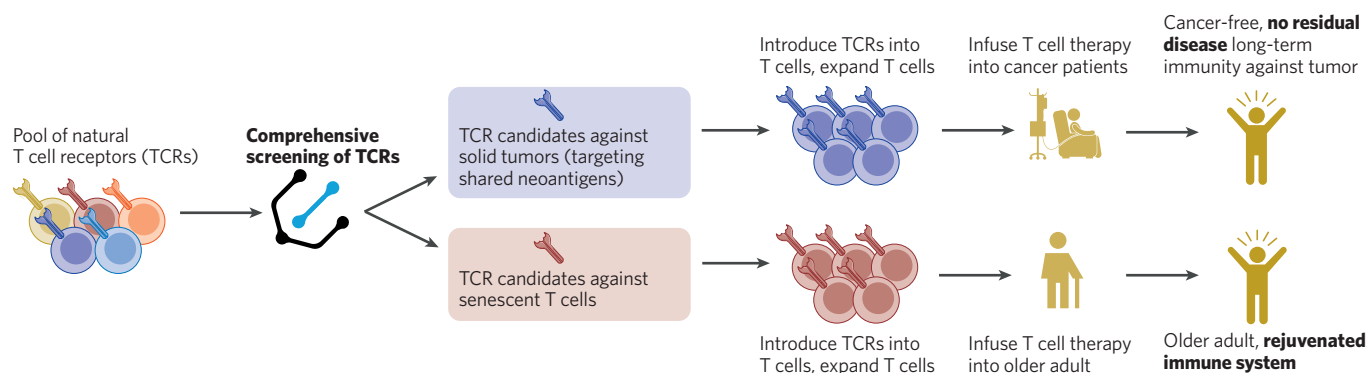 Pool of natural
T cell receptors (TCRs)
Comprehensive
screening of TCRs
TCR candidates against
solid tumors (targeting
shared neoantigens)
Introduce TCRs into
T cells, expand T cells
Infuse T cell therapy
into cancer patients
Cancer-free, no residual
disease long-term
immunity against tumor
TCR candidates against
senescent T cells
Introduce TCRs into
T cells, expand T cells
Infuse T cell therapy
into older adult
Older adult, rejuvenated
immune system